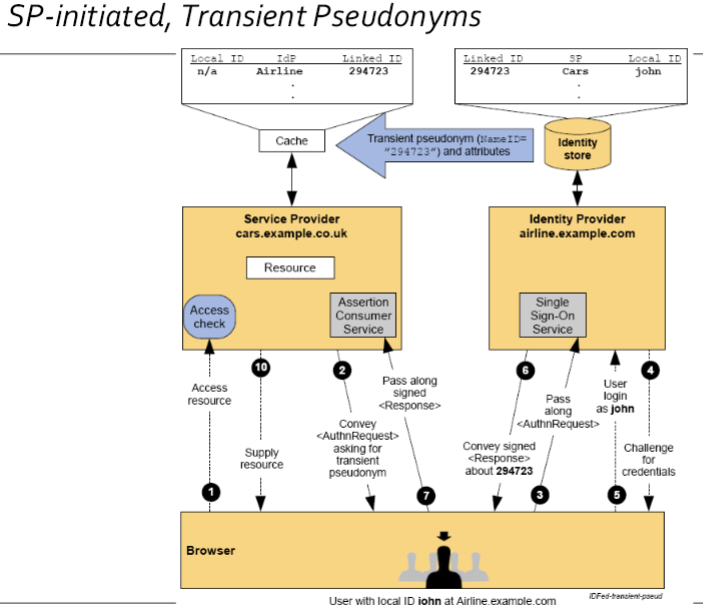 SP-initiated, Transient Pseudonyms
Local ID IdP Linked ID
n/a Airline 294723
.
.
Linked ID SP Local ID
294723 Cars john
.
.
Cache
Transient pseudonym (NameID=
"294723") and attributes
Identity
store
Service Provider
cars.example.co.uk
Resource
Access
check
Assertion
Consumer
Service
Identity Provider
airline.example.com
Single
Sign-On
Service
10
2
6
4
Access
resource
Supply
resource
Convey
<AuthnRequest>
asking for
transient
pseudonym
Pass along
signed
<Response>
Convey signed
<Response>
about 294723
Pass
along
<AuthnRequest>
User
login
as john
Challenge
for
credentials
1
7
3
5
Browser
User with local ID john at Airline.example.com
IDFed-transient-pseud